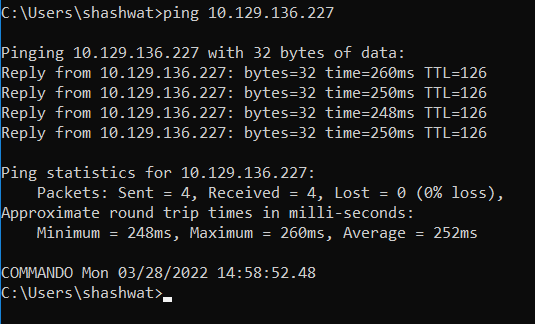 C:\Users\shashwat>ping 10.129.136.227
Pinging 10.129.136.227 with 32 bytes of data:
Reply from 10.129.136.227: bytes=32 time=260ms TTL=126
Reply from 10.129.136.227: bytes=32 time=250ms TTL=126
Reply from 10.129.136.227: bytes=32 time=248ms TTL=126
Reply from 10.129.136.227: bytes=32 time=250ms TTL=126
Ping statistics for 10.129.136.227:
    Packets: Sent = 4, Received = 4, Lost = 0 (0% loss),
Approximate round trip times in milli-seconds:
    Minimum = 248ms, Maximum = 260ms, Average = 252ms
COMMANDO Mon 03/28/2022 14:58:52.48
C:\Users\shashwat>